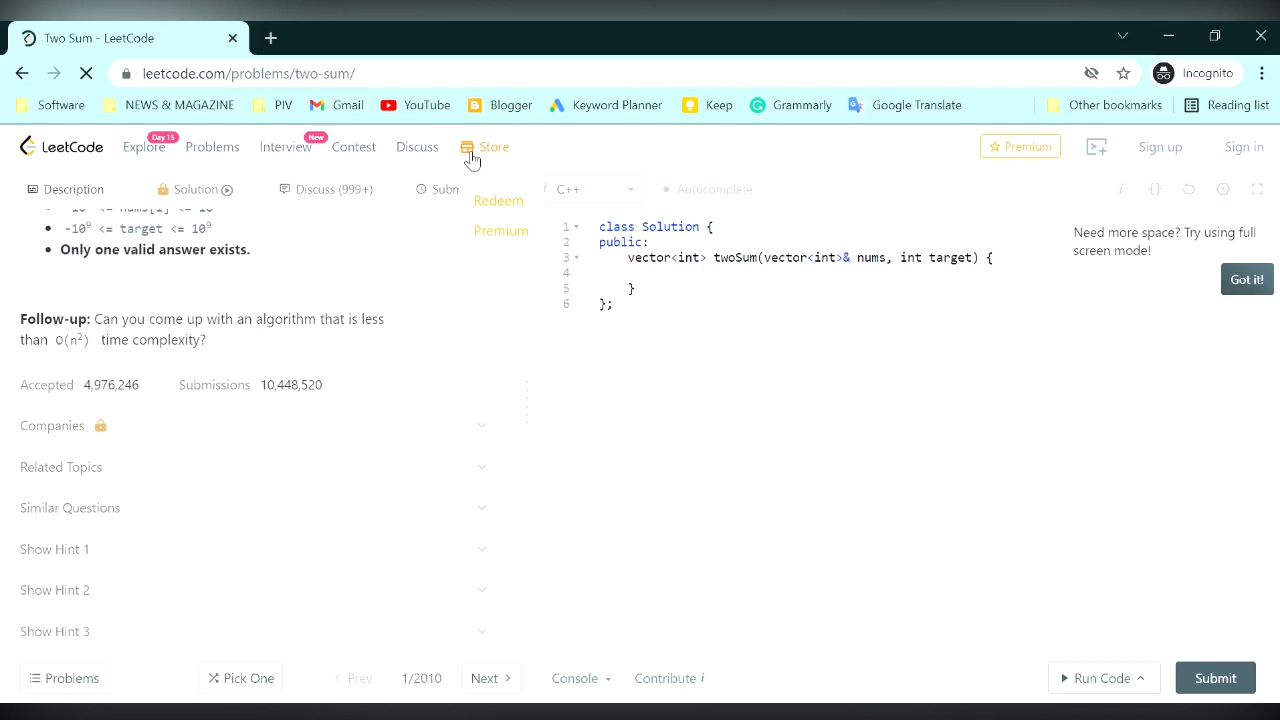 Two Sum - LeetCode
leetcode.com/problems/two-sum/
Incognito
Software NEWS & MAGAZINE PIV Gmail YouTube Blogger Keyword Planner Keep Grammarly Google Translate Other bookmarks Reading list
LeetCode Explore Day 15 Problems Interview New Contest Discuss Store Premium Sign up Sign in
Description Solution Discuss (999+) Subm
Redeem
Premium
i C++ Autocomplete i {}
-10⁹ <= target <= 10⁹
Only one valid answer exists.
Follow-up: Can you come up with an algorithm that is less
than O(n²) time complexity?
Accepted 4,976,246 Submissions 10,448,520
Companies
Related Topics
Similar Questions
Show Hint 1
Show Hint 2
Show Hint 3
1 class Solution {
2 public:
3 vector<int> twoSum(vector<int>& nums, int target) {
4
5 }
6 };
Need more space? Try using full
screen mode!
Got it!
Problems Pick One Prev 1/2010 Next Console Contribute i Run Code Submit